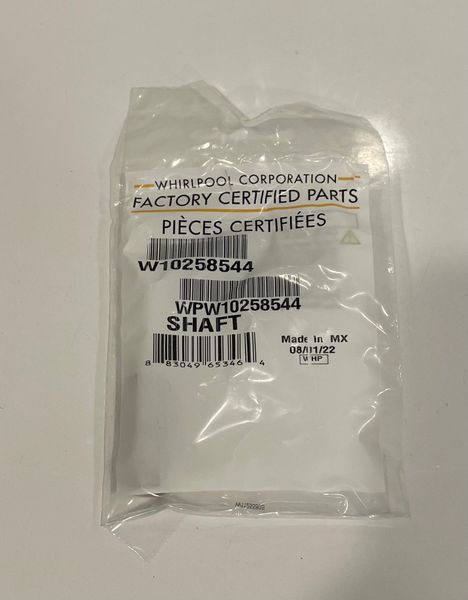 WHIRLPOOL CORPORATION
FACTORY CERTIFIED PARTS
PIÈCES CERTIFIÉES
W10258544
WPW10258544
SHAFT
Made In MX
08/01/22
WHP
8 83049 65346 4